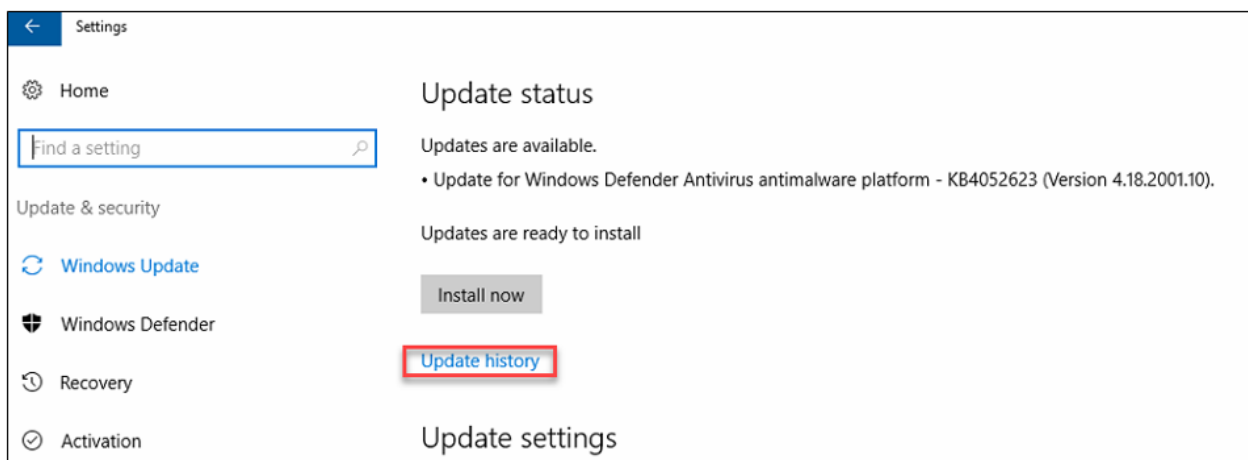 Settings
Home
Find a setting
Update & security
Windows Update
Windows Defender
Recovery
Activation
Update status
Updates are available.
• Update for Windows Defender Antivirus antimalware platform - KB4052623 (Version 4.18.2001.10).
Updates are ready to install
Install now
Update history
Update settings